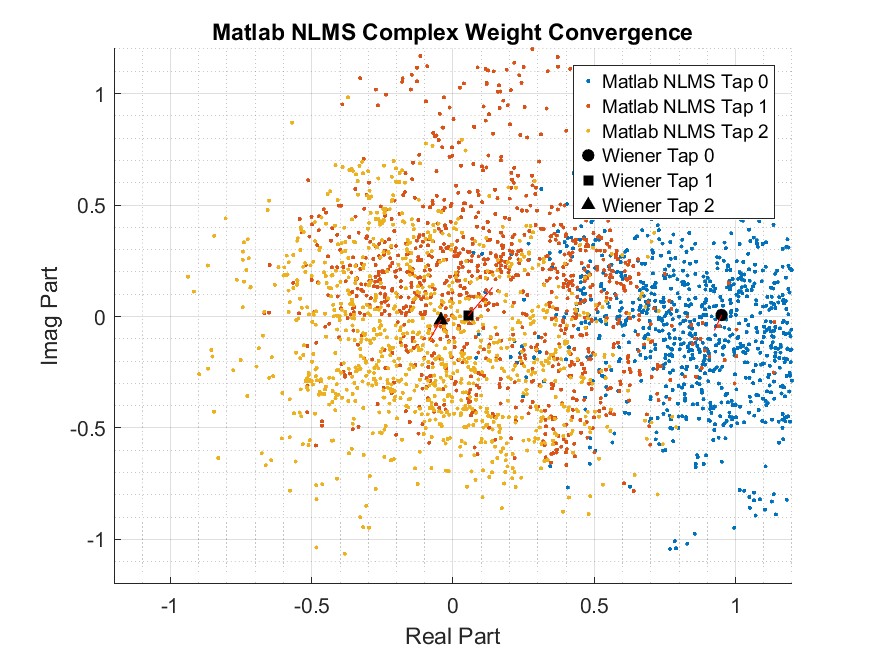 Matlab NLMS Complex Weight Convergence
Matlab NLMS Tap 0
Matlab NLMS Tap 1
Matlab NLMS Tap 2
Wiener Tap 0
Wiener Tap 1
Wiener Tap 2
1
0.5
0
-0.5
-1
Imag Part
-1
-0.5
0
0.5
1
Real Part